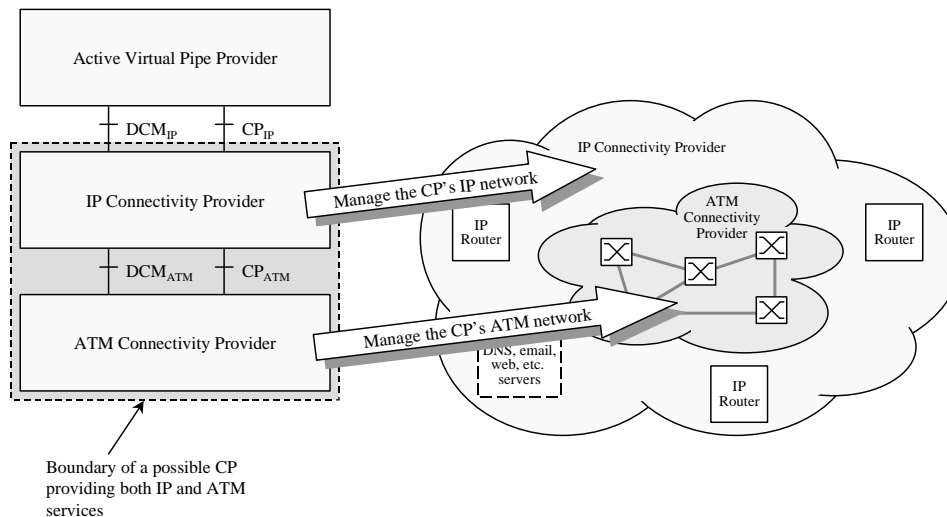 Active Virtual Pipe Provider
DCM_IP
CP_IP
IP Connectivity Provider
DCM_ATM
CP_ATM
ATM Connectivity Provider
Boundary of a possible CP
providing both IP and ATM
services
Manage the CP's IP network
Manage the CP's ATM network
IP Connectivity Provider
ATM
Connectivity
Provider
IP
Router
IP
Router
DNS, email,
web, etc.
servers
IP
Router